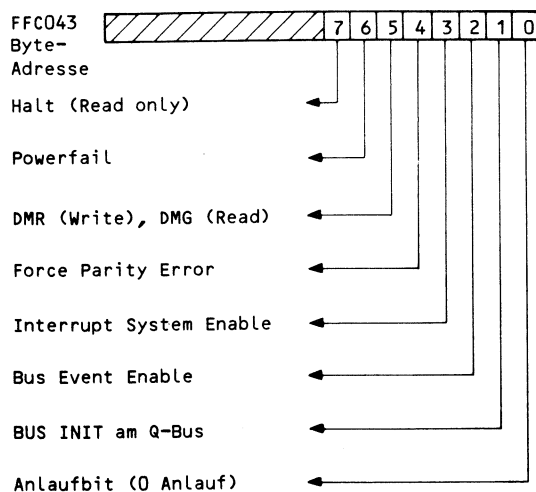 FFC043 7 6 5 4 3 2 1 0
Byte-
Adresse
Halt (Read only)
Powerfail
DMR (Write), DMG (Read)
Force Parity Error
Interrupt System Enable
Bus Event Enable
BUS INIT am Q-Bus
Anlaufbit (0 Anlauf)